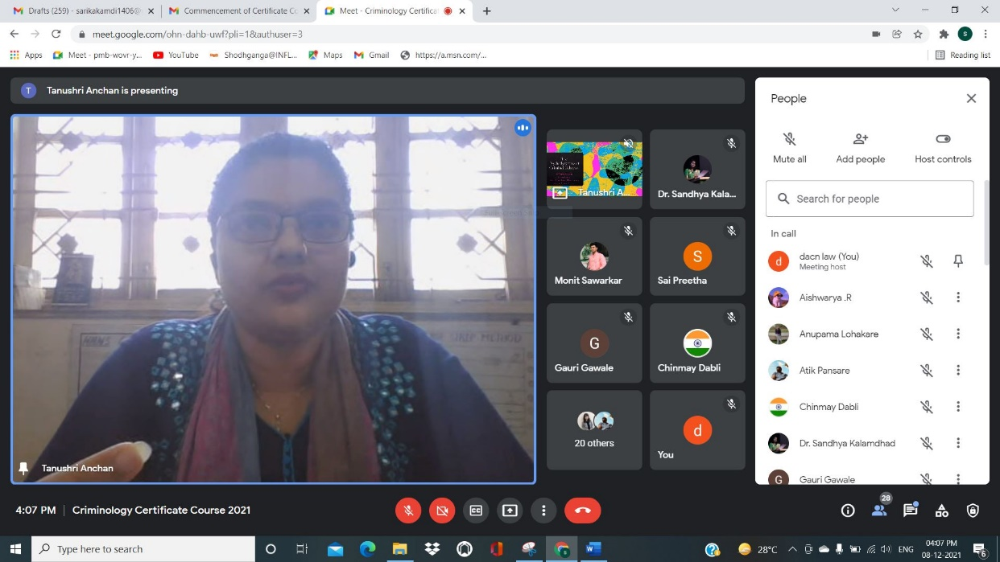 Drafts (259) - sarikakamdi1406@
Commencement of Certificate Co
Meet - Criminology Certificat
meet.google.com/ohn-dahb-uwf?pli=1&authuser=3
S
Apps
Meet - pmb-wovr-y...
YouTube
Shodhganga@INFL...
Maps
Gmail
https://a.msn.com/...
Reading list
T
Tanushri Anchan is presenting
Tanushri Anchan
Tanushri A...
Dr. Sandhya Kala...
Monit Sawarkar
S
Sai Preetha
G
Gauri Gawale
Chinmay Dabli
20 others
d
You
People
Mute all
Add people
Host controls
Search for people
In call
d
dacn law (You)
Meeting host
Aishwarya .R
Anupama Lohakare
Atik Pansare
Chinmay Dabli
Dr. Sandhya Kalamdhad
G
Gauri Gawale
4:07 PM | Criminology Certificate Course 2021
CC
28
Type here to search
28°C
ENG
04:07 PM
08-12-2021
6